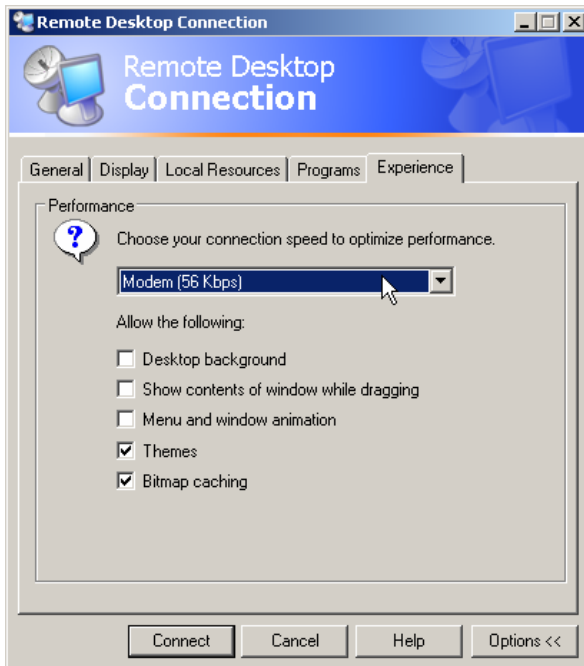 Remote Desktop Connection
Remote Desktop
Connection
General Display Local Resources Programs Experience
Performance
Choose your connection speed to optimize performance.
Modem (56 Kbps)
Allow the following:
Desktop background
Show contents of window while dragging
Menu and window animation
Themes
Bitmap caching
Connect Cancel Help Options <<